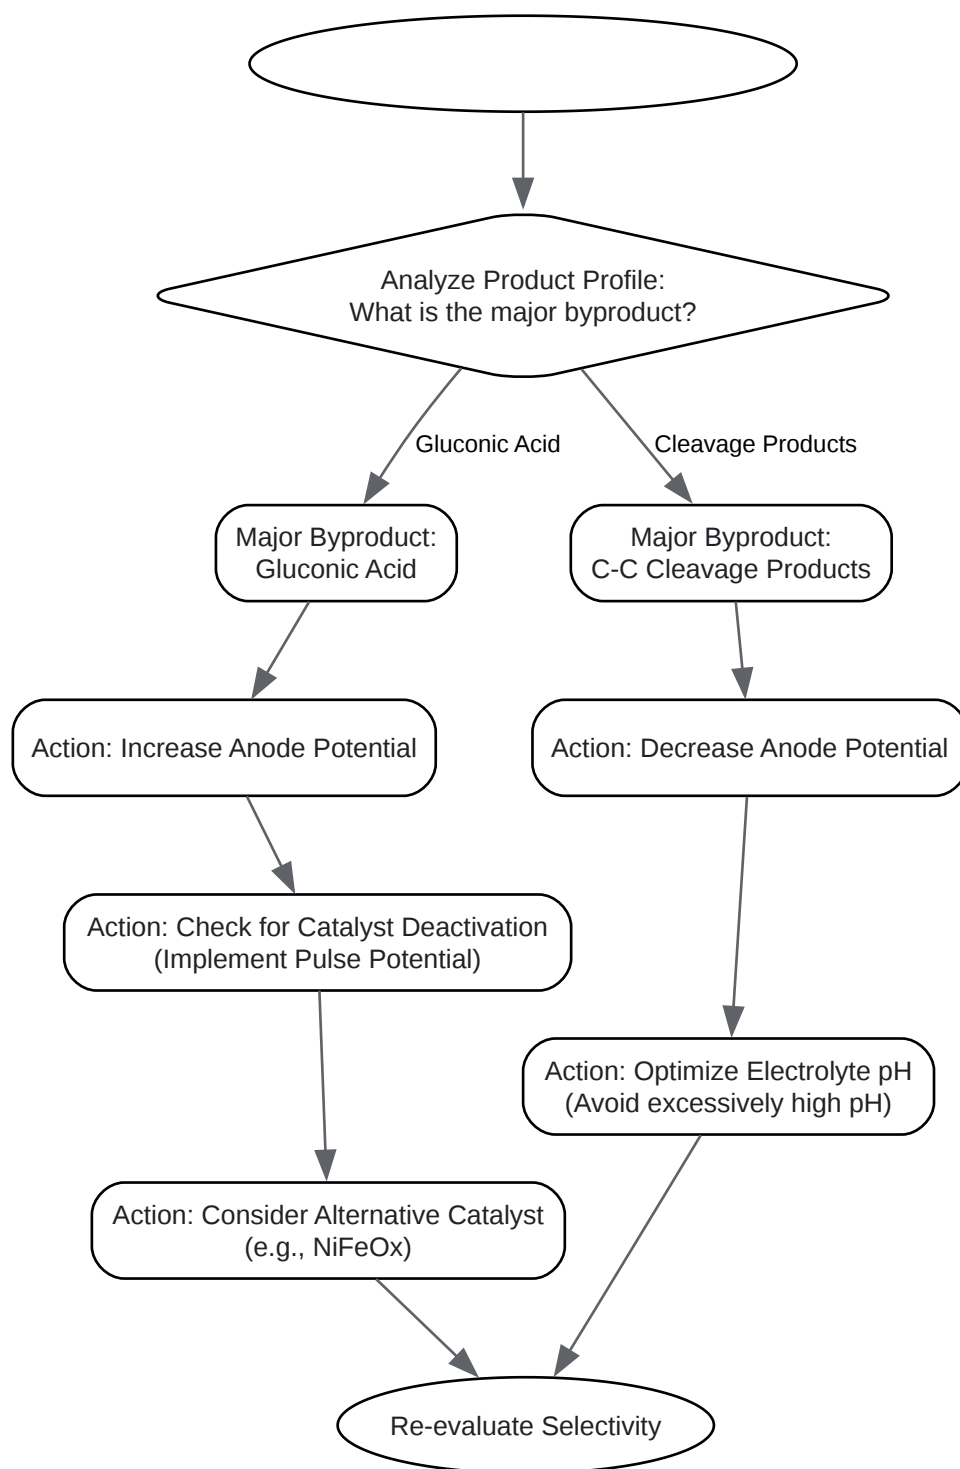 Analyze Product Profile:
What is the major byproduct?
Gluconic Acid
Cleavage Products
Major Byproduct:
Gluconic Acid
Major Byproduct:
C-C Cleavage Products
Action: Increase Anode Potential
Action: Decrease Anode Potential
Action: Check for Catalyst Deactivation
(Implement Pulse Potential)
Action: Optimize Electrolyte pH
(Avoid excessively high pH)
Action: Consider Alternative Catalyst
(e.g., NiFeOx)
Re-evaluate Selectivity